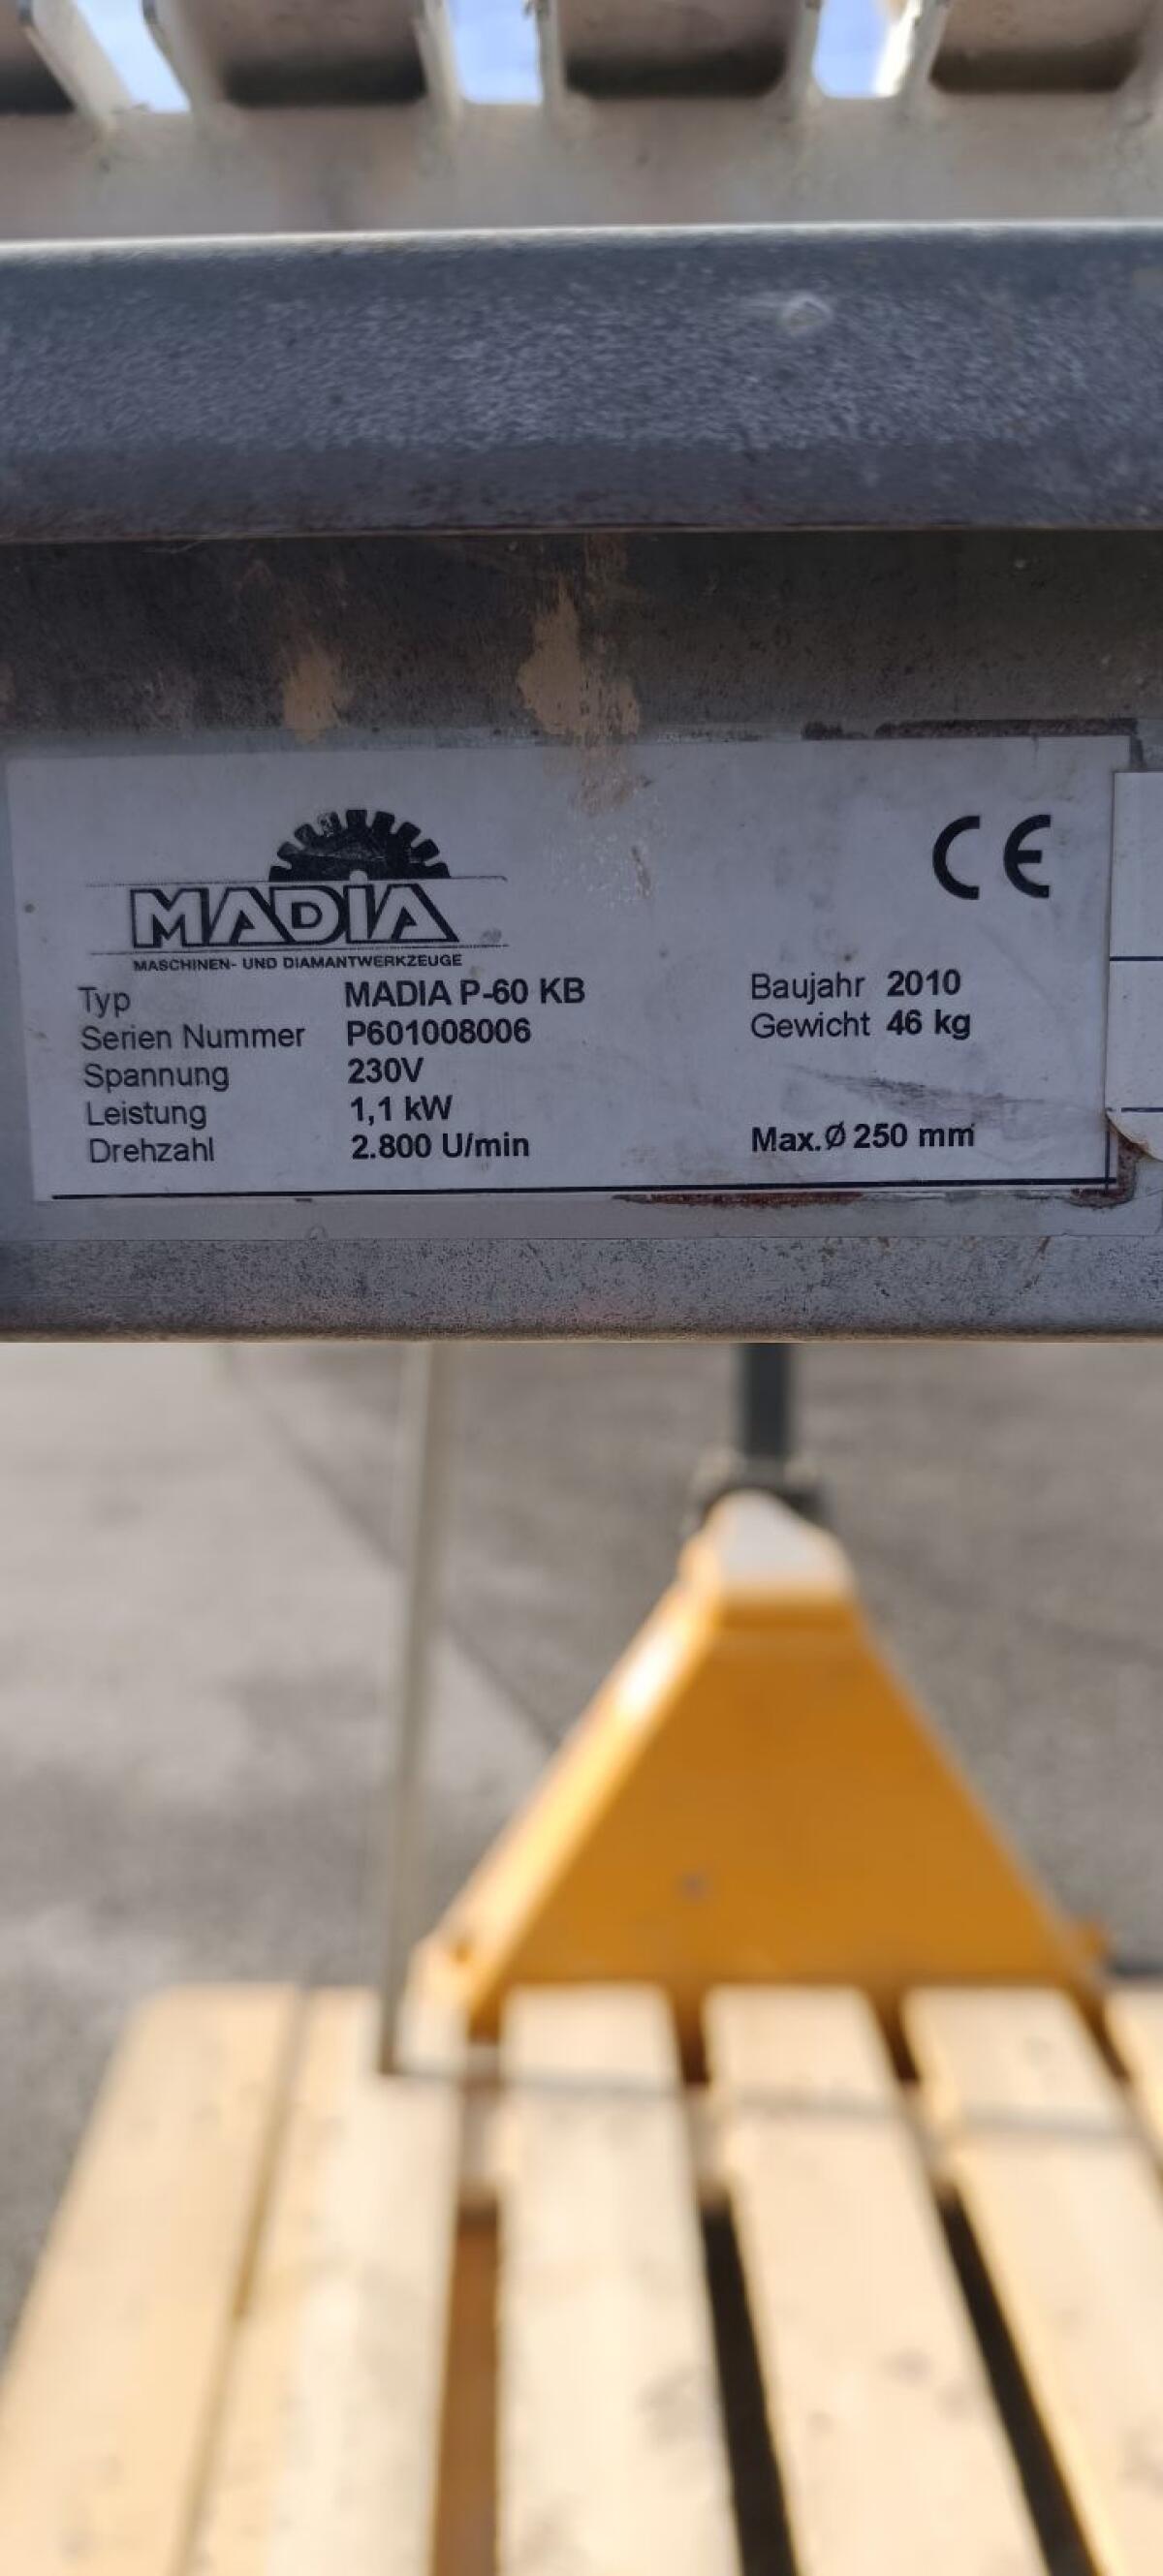 MADIA
MASCHINEN- UND DIAMANTWERKZEUGE
CE
Typ MADIA P-60 KB
Serien Nummer P601008006
Spannung 230V
Leistung 1,1 kW
Drehzahl 2.800 U/min
Baujahr 2010
Gewicht 46 kg
Max.Ø 250 mm